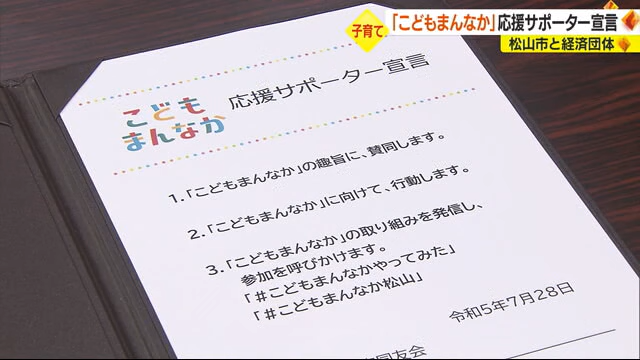 子育て
「こどもまんなか」応援サポーター宣言
松山市と経済団体
こども
まんなか
応援サポーター宣言
1.「こどもまんなか」の趣旨に、賛同します。
2.「こどもまんなか」に向けて、行動します。
3.「こどもまんなか」の取り組みを発信し、
参加を呼びかけます。
「#こどもまんなかやってみた」
「#こどもまんなか松山」
令和5年7月28日
同友会